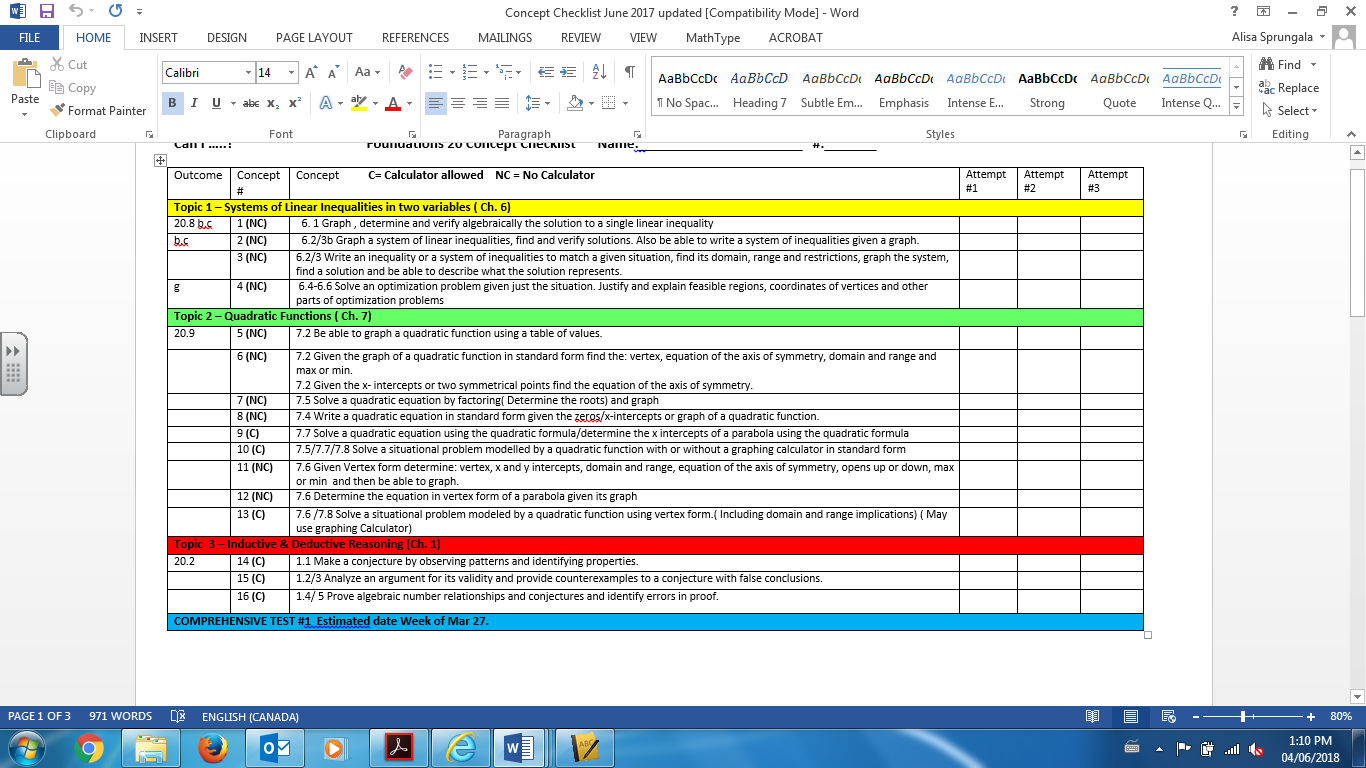 Concept Checklist June 2017 updated [Compatibility Mode] - Word
FILE HOME INSERT DESIGN PAGE LAYOUT REFERENCES MAILINGS REVIEW VIEW MathType ACROBAT Alisa Sprungala
Cut
Copy
Format Painter
Paste
Clipboard
Calibri 14
Font
Paragraph
AaBbCcDc AaBbCcD AaBbCcDc AaBbCcDc AaBbCcDc AaBbCcDc AaBbCcDc AaBbCcDc
¶ No Spac... Heading 7 Subtle Em... Emphasis Intense E... Strong Quote Intense Q...
Styles
Find
Replace
Select
Editing
Can I .....? Foundations 20 Concept Checklist Name:__________________________ #:________
Outcome Concept # Concept C= Calculator allowed NC = No Calculator Attempt #1 Attempt #2 Attempt #3
Topic 1 – Systems of Linear Inequalities in two variables ( Ch. 6)
20.8 b,c 1 (NC) 6. 1 Graph , determine and verify algebraically the solution to a single linear inequality
b,c 2 (NC) 6.2/3b Graph a system of linear inequalities, find and verify solutions. Also be able to write a system of inequalities given a graph.
3 (NC) 6.2/3 Write an inequality or a system of inequalities to match a given situation, find its domain, range and restrictions, graph the system,
find a solution and be able to describe what the solution represents.
g 4 (NC) 6.4-6.6 Solve an optimization problem given just the situation. Justify and explain feasible regions, coordinates of vertices and other
parts of optimization problems
Topic 2 – Quadratic Functions ( Ch. 7)
20.9 5 (NC) 7.2 Be able to graph a quadratic function using a table of values.
6 (NC) 7.2 Given the graph of a quadratic function in standard form find the: vertex, equation of the axis of symmetry, domain and range and
max or min.
7.2 Given the x- intercepts or two symmetrical points find the equation of the axis of symmetry.
7 (NC) 7.5 Solve a quadratic equation by factoring( Determine the roots) and graph
8 (NC) 7.4 Write a quadratic equation in standard form given the zeros/x-intercepts or graph of a quadratic function.
9 (C) 7.7 Solve a quadratic equation using the quadratic formula/determine the x intercepts of a parabola using the quadratic formula
10 (C) 7.5/7.7/7.8 Solve a situational problem modelled by a quadratic function with or without a graphing calculator in standard form
11 (NC) 7.6 Given Vertex form determine: vertex, x and y intercepts, domain and range, equation of the axis of symmetry, opens up or down, max
or min and then be able to graph.
12 (NC) 7.6 Determine the equation in vertex form of a parabola given its graph
13 (C) 7.6 /7.8 Solve a situational problem modeled by a quadratic function using vertex form.( Including domain and range implications) ( May
use graphing Calculator)
Topic 3 – Inductive & Deductive Reasoning (Ch. 1)
20.2 14 (C) 1.1 Make a conjecture by observing patterns and identifying properties.
15 (C) 1.2/3 Analyze an argument for its validity and provide counterexamples to a conjecture with false conclusions.
16 (C) 1.4/ 5 Prove algebraic number relationships and conjectures and identify errors in proof.
COMPREHENSIVE TEST #1 Estimated date Week of Mar 27.
PAGE 1 OF 3 971 WORDS ENGLISH (CANADA) 80%
1:10 PM
04/06/2018